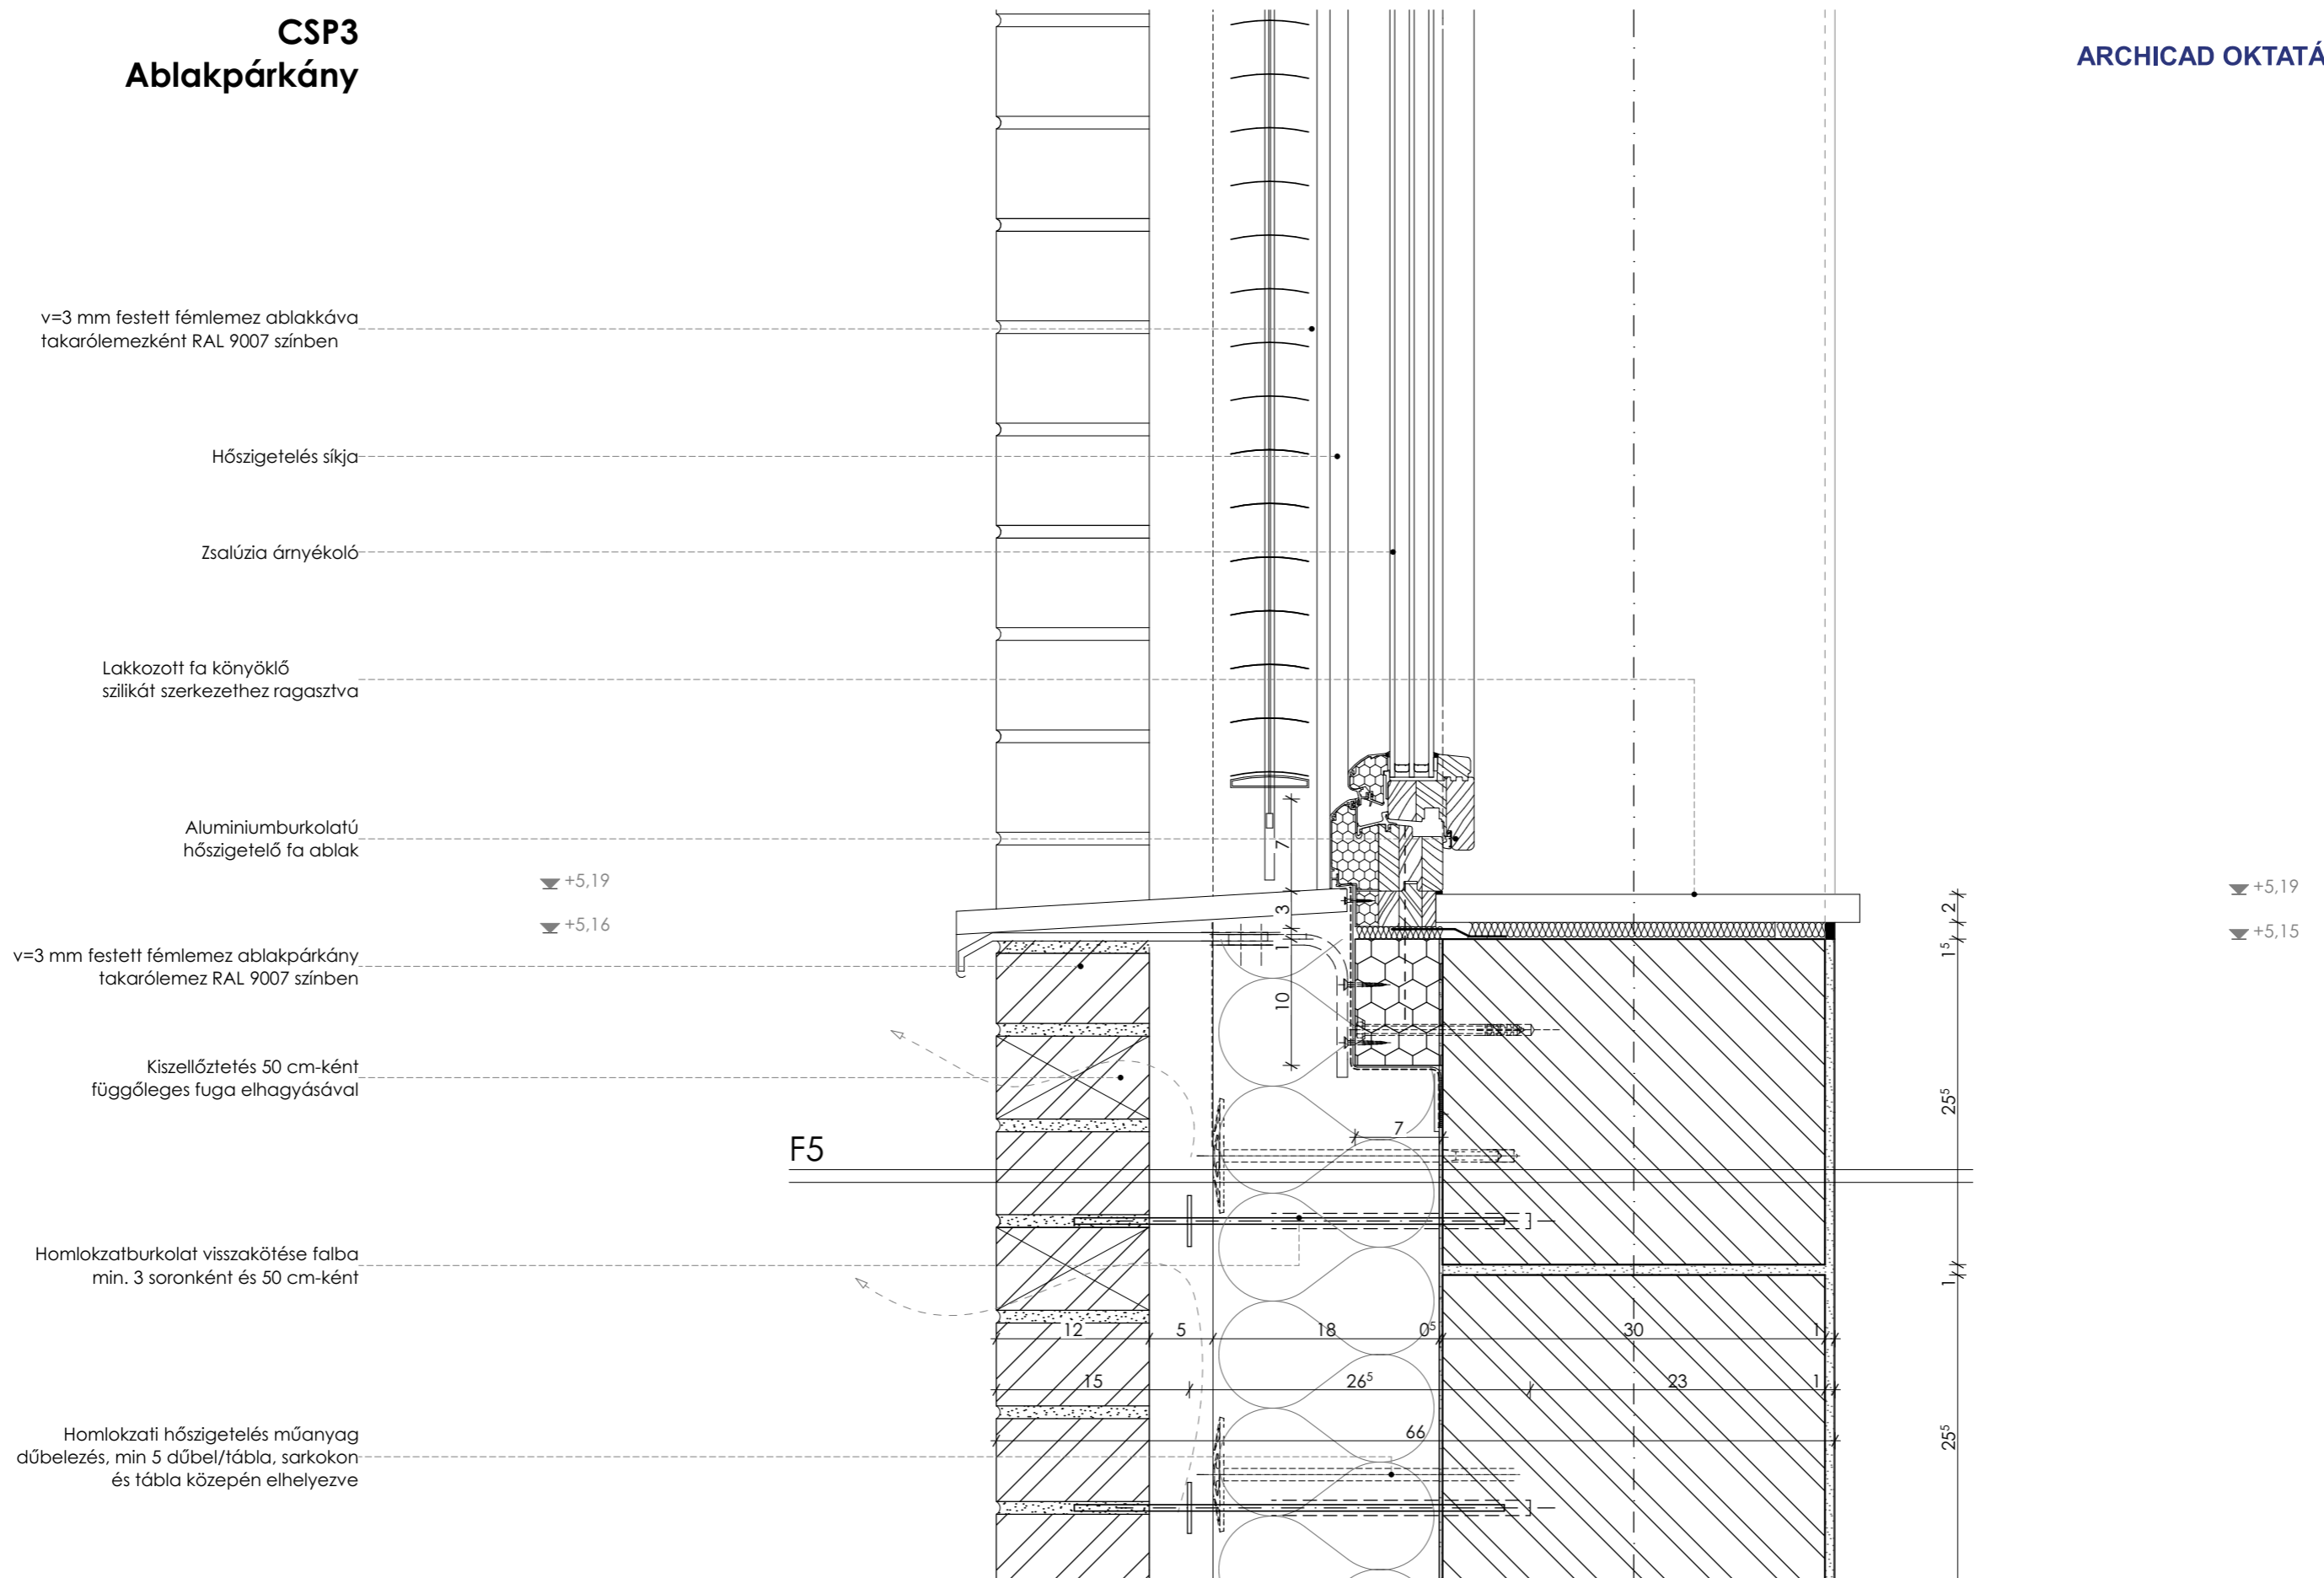 CSP3
Ablakpárkány
ARCHICAD OKTATÁ
v=3 mm festett fémlemez ablakkáva
takarólemezként RAL 9007 színben
Hőszigetelés síkja
Zsalúzia árnyékoló
Lakkozott fa könyöklő
szilikát szerkezethez ragasztva
Aluminiumburkolatú
hőszigetelő fa ablak
7
+5,19
+5,19
3
2
+5,16
+5,15
v=3 mm festett fémlemez ablakpárkány
takarólemez RAL 9007 színben
1
1⁵
10
Kiszellőztetés 50 cm-ként
függőleges fuga elhagyásával
25⁵
7
F5
Homlokzatburkolat visszakötése falba
min. 3 soronként és 50 cm-ként
1
12
5
18
0⁵
30
1
15
26⁵
23
1
66
25⁵
Homlokzati hőszigetelés műanyag
dűbelezés, min 5 dűbel/tábla, sarkokon
és tábla közepén elhelyezve